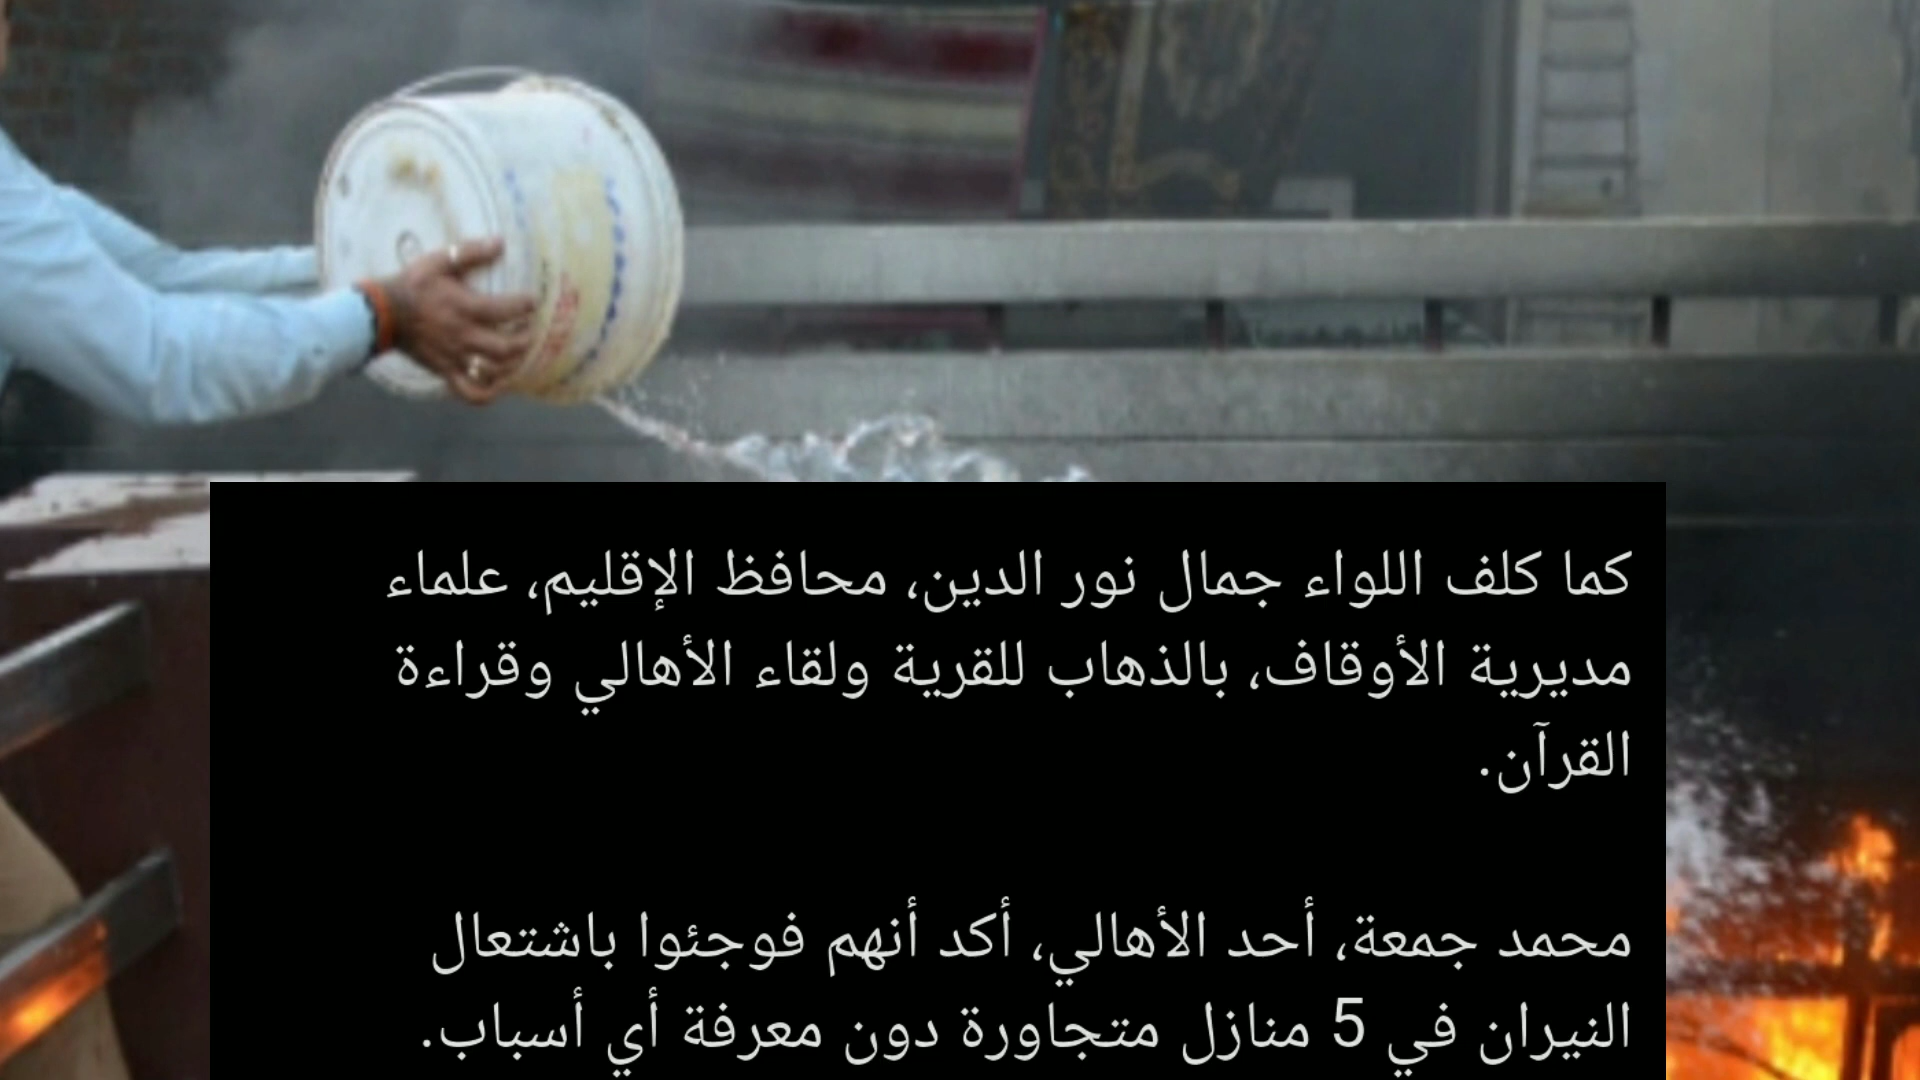 كما كلف اللواء جمال نور الدين، محافظ الإقليم، علماء
مديرية الأوقاف، بالذهاب للقرية ولقاء الأهالي وقراءة
القرآن.
محمد جمعة، أحد الأهالي، أكد أنهم فوجئوا باشتعال
النيران في 5 منازل متجاورة دون معرفة أي أسباب.